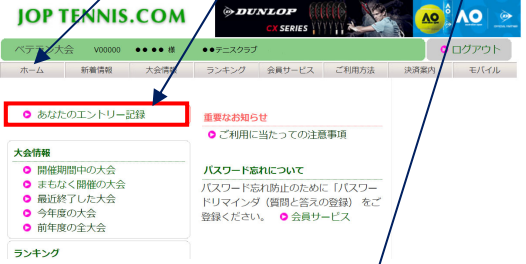 JOP TENNIS.COM
DUNLOP
CX SERIES
AO
AO
ベテラン大会 V00000 ●●●● 様 ●●テニスクラブ
ログアウト
ホーム 新着情報 大会情報 ランキング 会員サービス ご利用方法 決済案内 モバイル
あなたのエントリー記録
重要なお知らせ
ご利用に当たっての注意事項
大会情報
開催期間中の大会
まもなく開催の大会
最近終了した大会
今年度の大会
前年度の全大会
パスワード忘れについて
パスワード忘れ防止のために「パスワー
ドリマインダ（質問と答えの登録） をご
登録ください。 会員サービス
ランキング